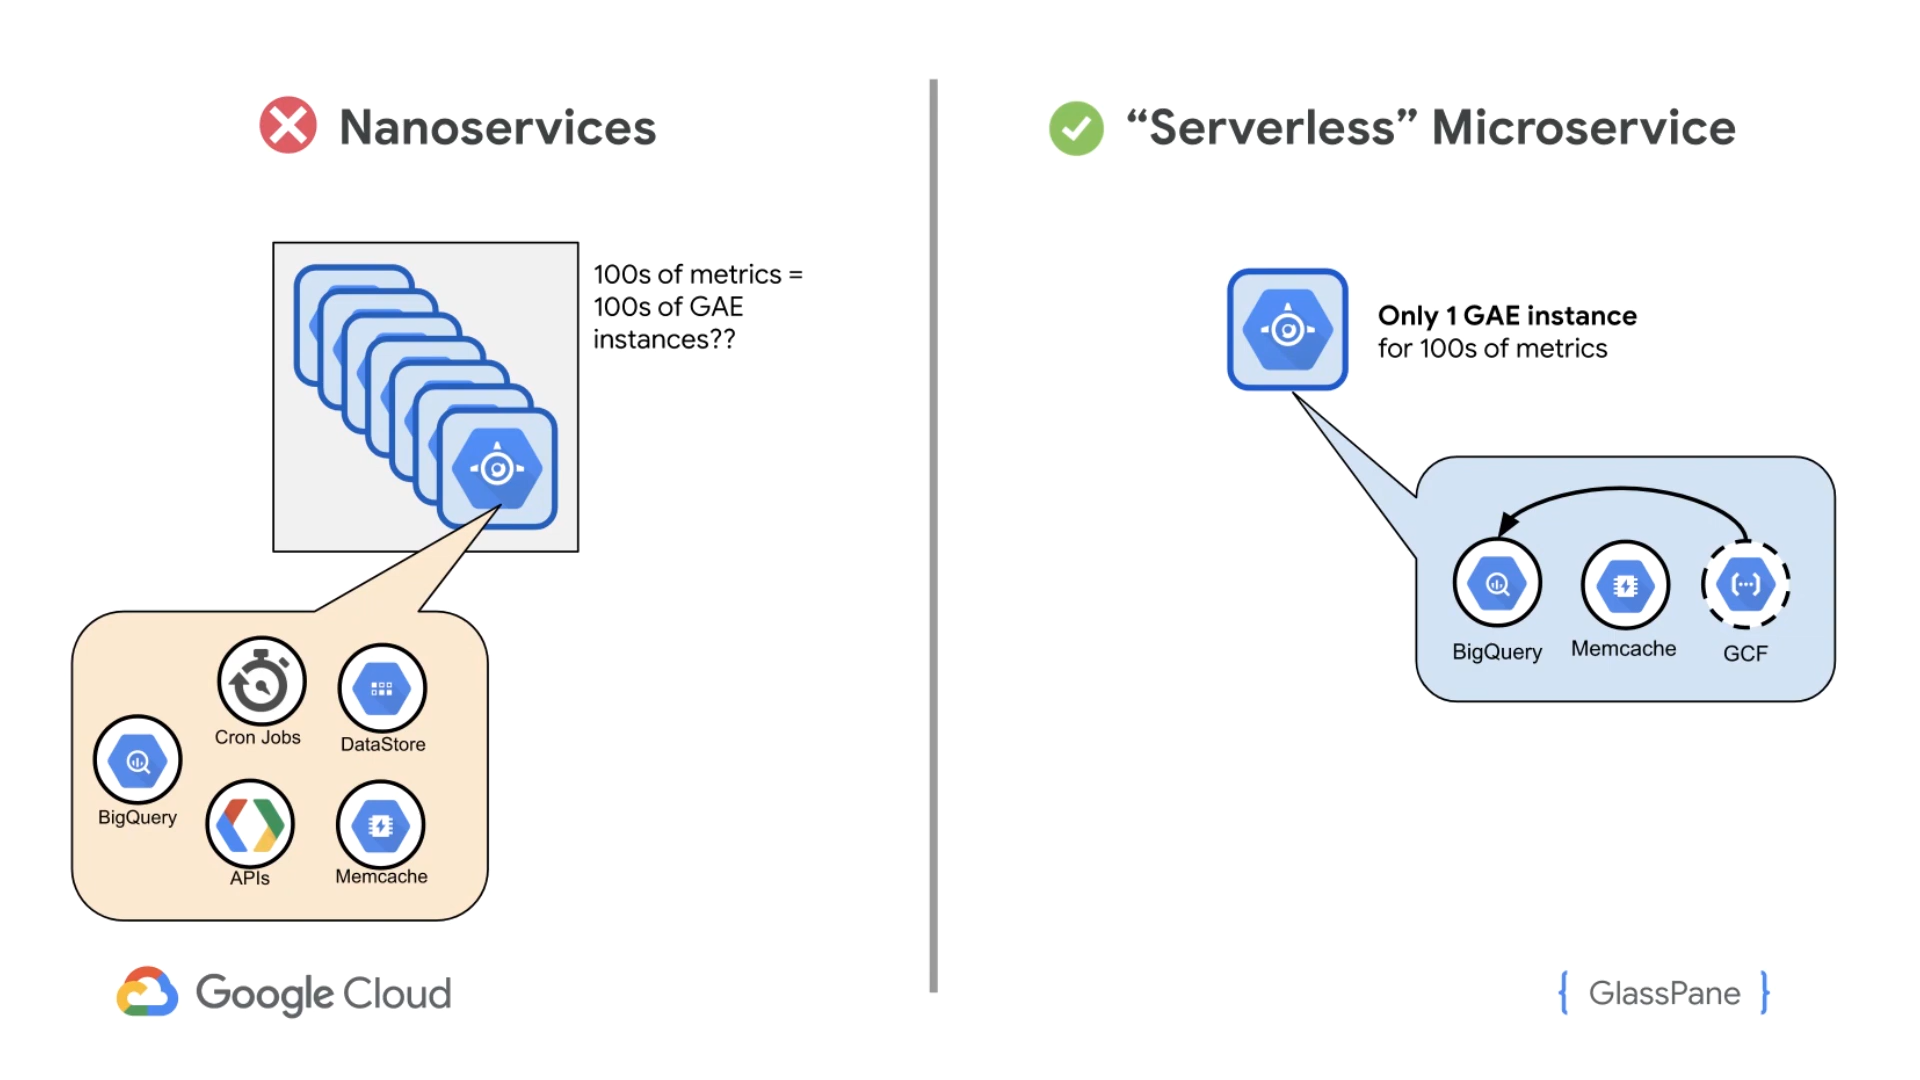 Nanoservices
100s of metrics =
100s of GAE
instances??
Cron Jobs
DataStore
BigQuery
APIs
Memcache
Google Cloud
“Serverless” Microservice
Only 1 GAE instance
for 100s of metrics
BigQuery
Memcache
GCF
{ GlassPane }